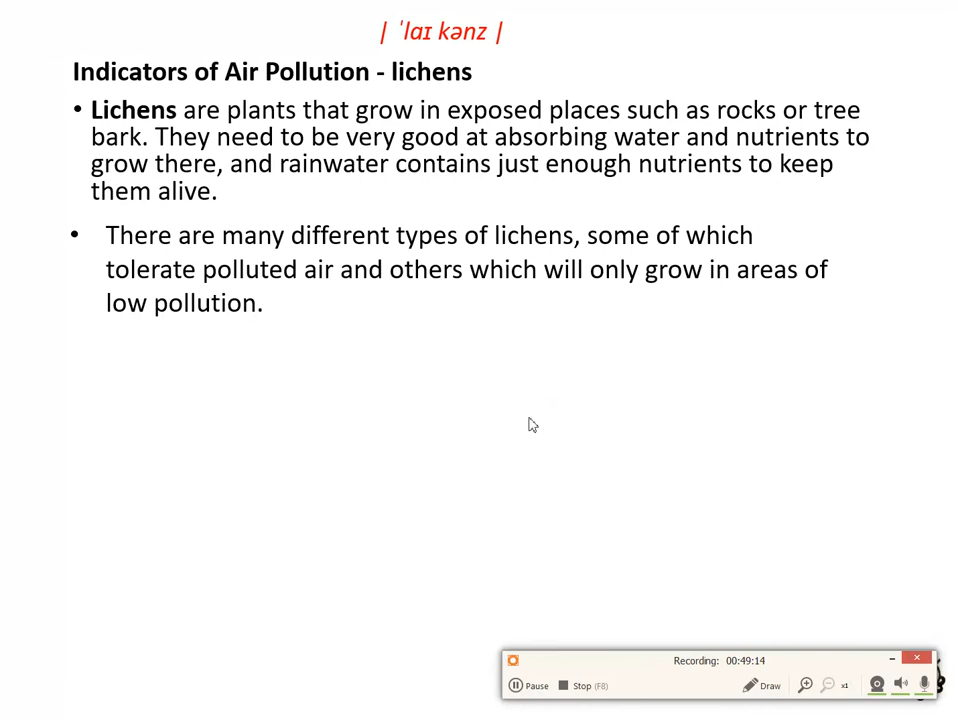 | ˈlaɪ kənz |
Indicators of Air Pollution - lichens
• Lichens are plants that grow in exposed places such as rocks or tree
bark. They need to be very good at absorbing water and nutrients to
grow there, and rainwater contains just enough nutrients to keep
them alive.
• There are many different types of lichens, some of which
tolerate polluted air and others which will only grow in areas of
low pollution.
Recording: 00:49:14
Pause Stop (F8) Draw x1